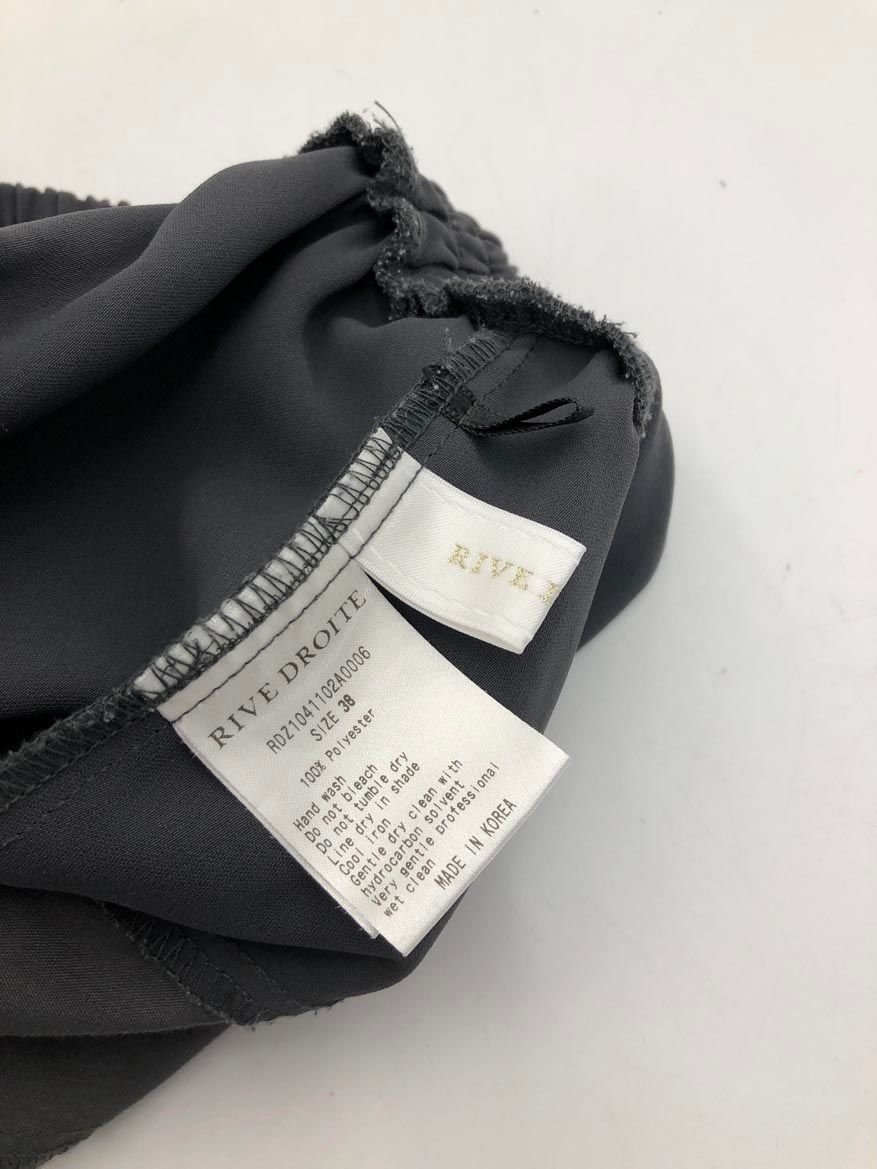 RIVE
RIVE DROITE
RDZ1041102A0006
SIZE 38
100% Polyester
Hand wash
Do not bleach
Do not tumble dry
Line dry in shade
Cool iron
Gentle dry clean with
hydrocarbon solvent
Very gentle professional
wet clean
MADE IN KOREA